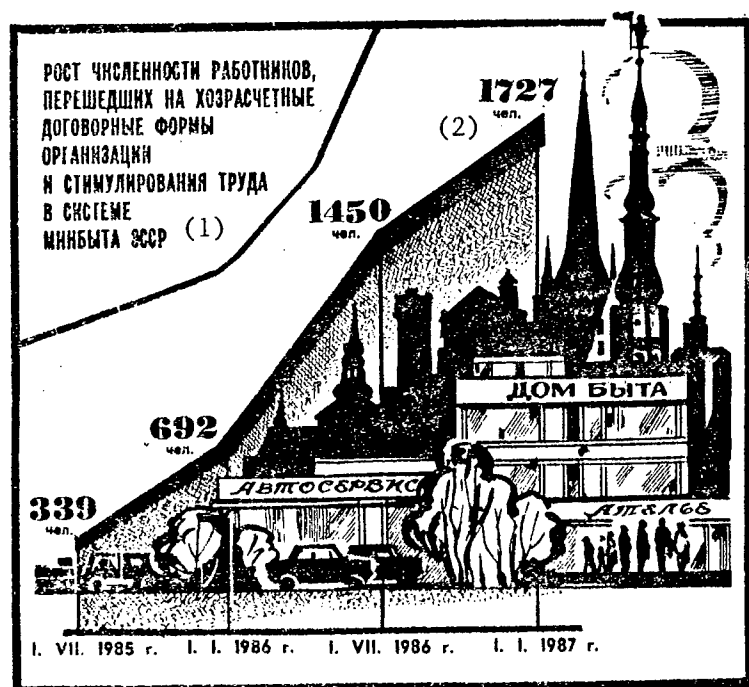 РОСТ ЧИСЛЕННОСТИ РАБОТНИКОВ,
ПЕРЕШЕДШИХ НА ХОЗРАСЧЕТНЫЕ
ДОГОВОРНЫЕ ФОРМЫ
ОРГАНИЗАЦИИ
И СТИМУЛИРОВАНИЯ ТРУДА
В СИСТЕМЕ
МИНБЫТА ЭССР (1)
1727
чел.
(2)
1450
чел.
692
чел.
339
чел.
ДОМ БЫТА
АВТОСЕРВИС
АТЕЛЬЕ
I. VII. 1985 г. I. I. 1986 г. I. VII. 1986 г. I. I. 1987 г.